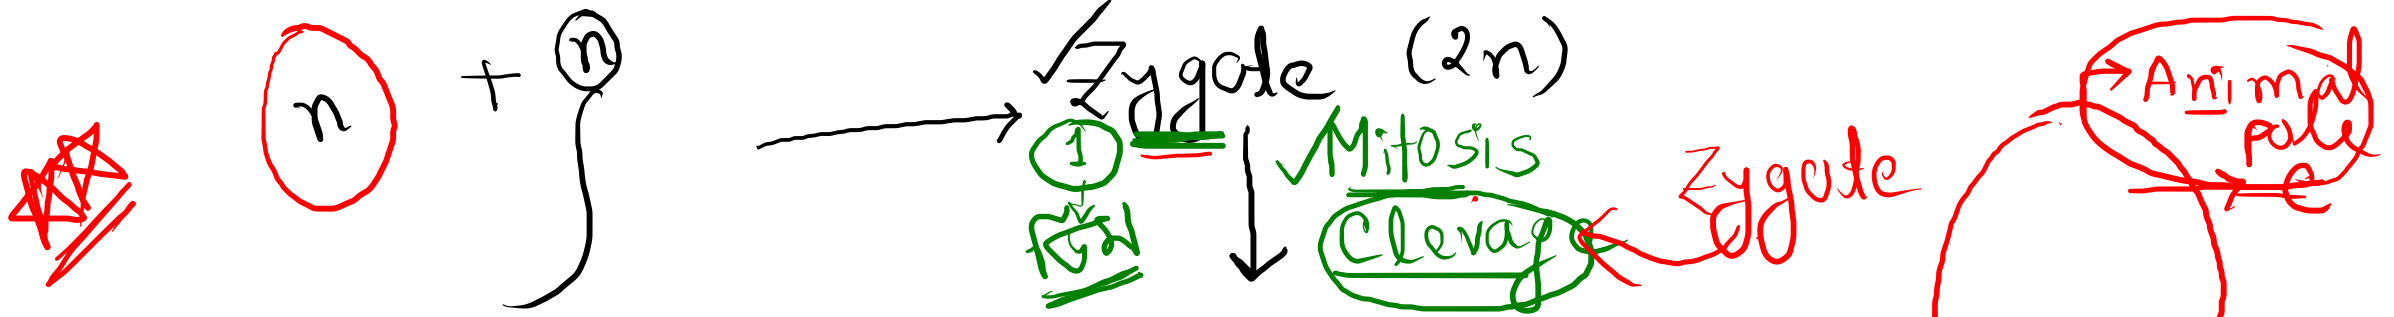 n + n → Zygote (2n)
1 Mitosis
Clevage
Zygote
Animal
pole